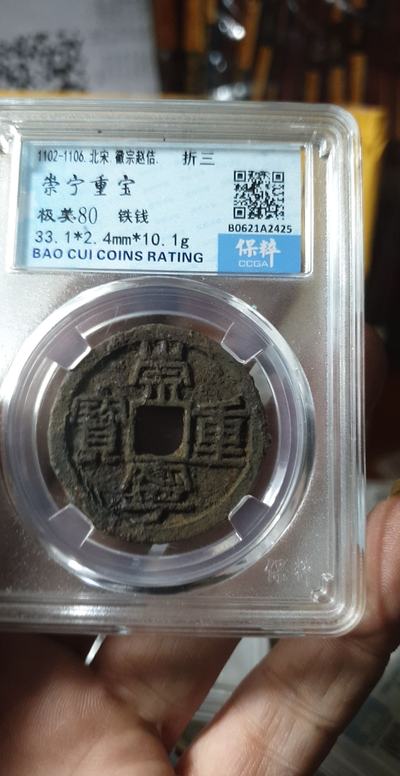 1102-1106.北宋.徽宗赵佶. 折三
崇宁重宝
极美80 铁钱
33.1*2.4mm*10.1g
BAO CUI COINS RATING
B0621A2425
保粹
CCGA
崇
寶 重
寧
保粹